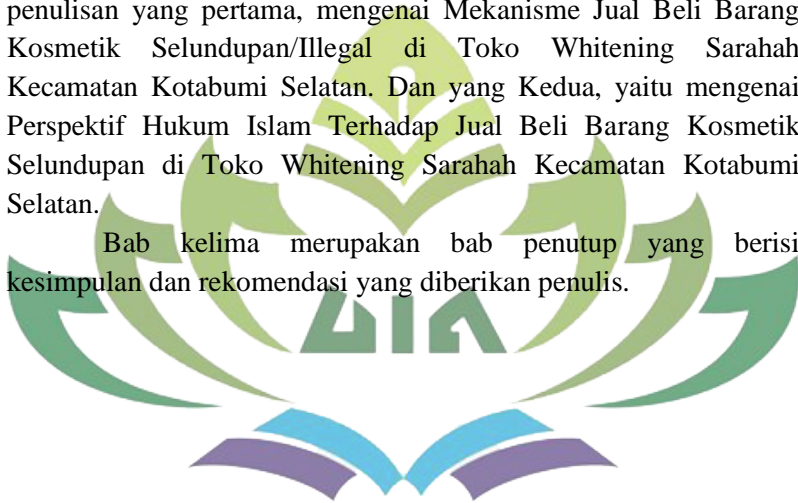 penulisan yang pertama, mengenai Mekanisme Jual Beli Barang
Kosmetik Selundupan/Illegal di Toko Whitening Sarahah
Kecamatan Kotabumi Selatan. Dan yang Kedua, yaitu mengenai
Perspektif Hukum Islam Terhadap Jual Beli Barang Kosmetik
Selundupan di Toko Whitening Sarahah Kecamatan Kotabumi
Selatan.
Bab kelima merupakan bab penutup yang berisi
kesimpulan dan rekomendasi yang diberikan penulis.
UIN